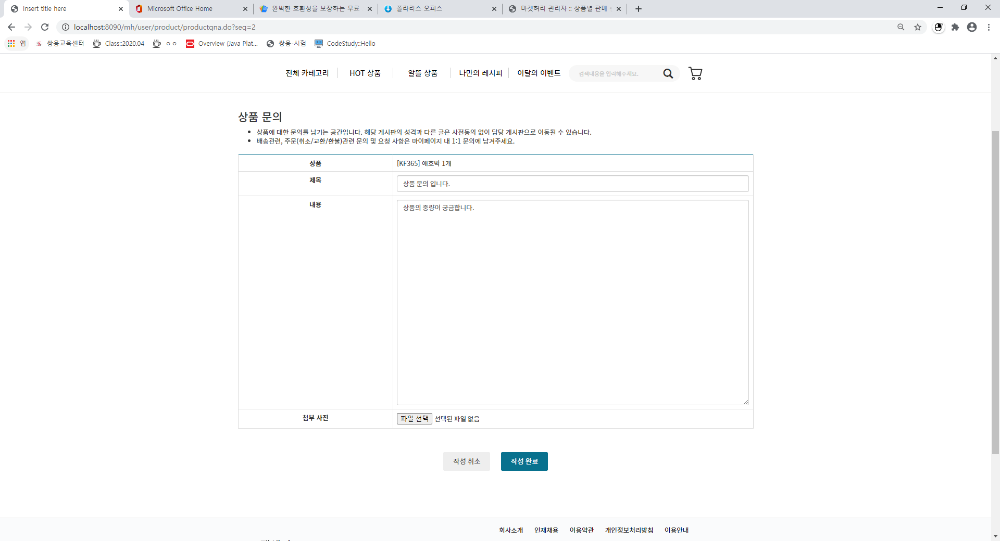 Insert title here
Microsoft Office Home
완벽한 호환성을 보장하는 무료
폴라리스 오피스
마켓허리 관리자 :: 상품별 판매
localhost:8090/mh/user/product/productqna.do?seq=2
앱
쌍용교육센터
Class::2020.04
ㅇㅇ
Overview (Java Plat...
쌍용-시험
CodeStudy::Hello
전체 카테고리
HOT 상품
알뜰 상품
나만의 레시피
이달의 이벤트
검색내용을 입력해주세요.
상품 문의
• 상품에 대한 문의를 남기는 공간입니다. 해당 게시판의 성격과 다른 글은 사전동의 없이 담당 게시판으로 이동될 수 있습니다.
• 배송관련, 주문(취소/교환/환불)관련 문의 및 요청 사항은 마이페이지 내 1:1 문의에 남겨주세요.
상품
[KF365] 애호박 1개
제목
상품 문의 입니다.
내용
상품의 중량이 궁금합니다.
첨부 사진
파일 선택 선택된 파일 없음
작성 취소
작성 완료
회사소개
인재채용
이용약관
개인정보처리방침
이용안내